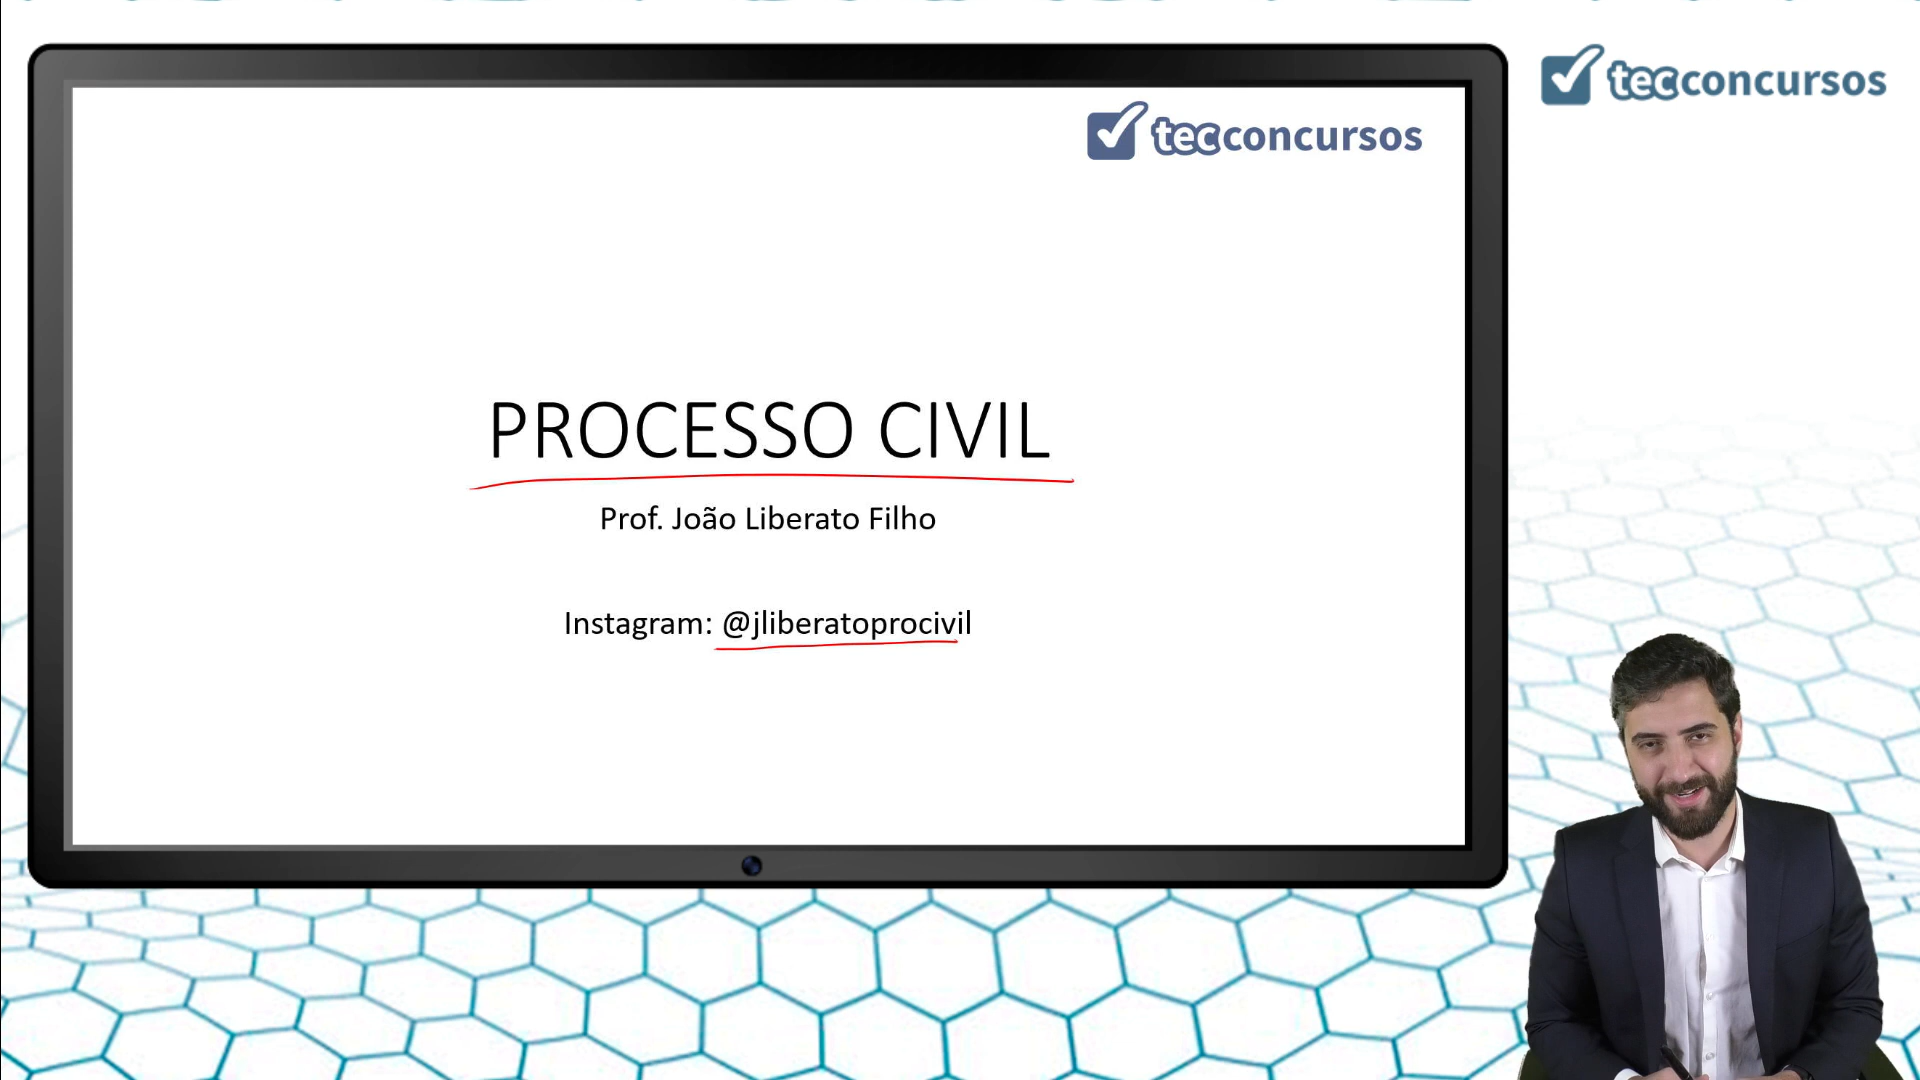 tecconcursos
tecconcursos
PROCESSO CIVIL
Prof. João Liberato Filho
Instagram: @jliberatoprocivil